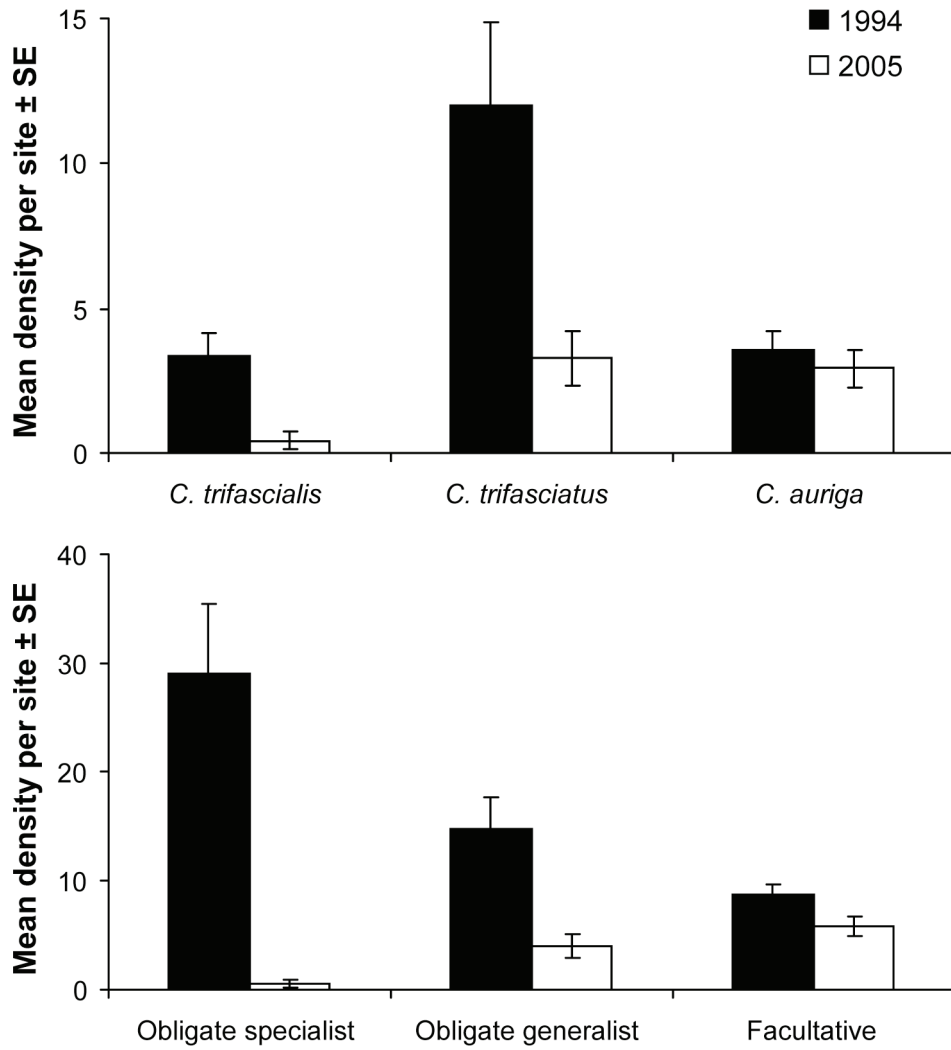 1994
2005
Mean density per site ± SE
15
10
5
0
C. trifascialis C. trifasciatus C. auriga
Mean density per site ± SE
40
30
20
10
0
Obligate specialist Obligate generalist Facultative